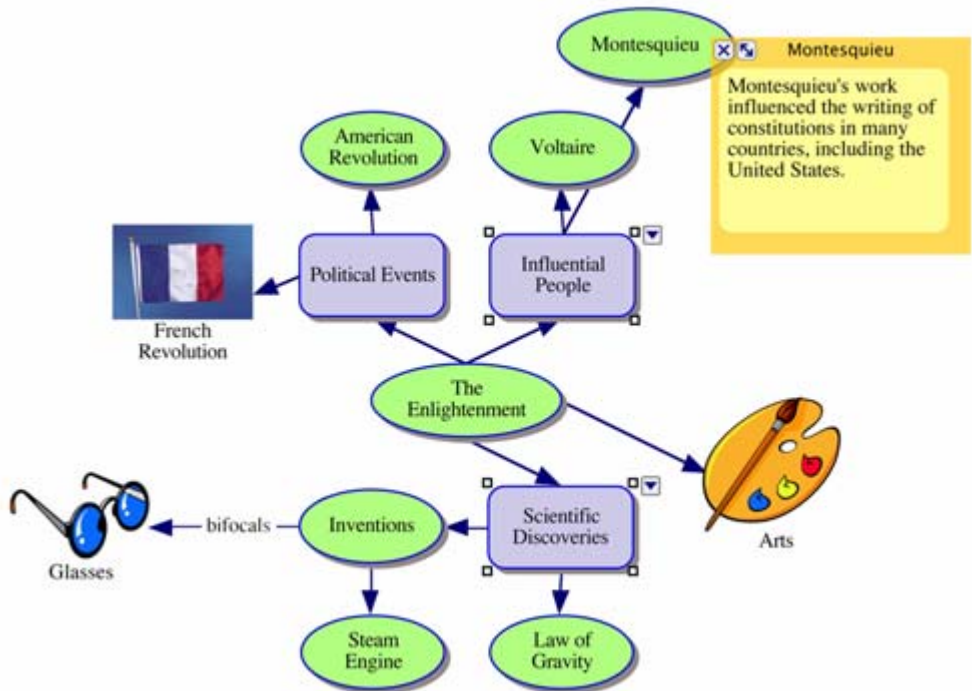 Montesquieu
Montesquieu
Montesquieu's work
influenced the writing of
constitutions in many
countries, including the
United States.
American
Revolution
Voltaire
Political Events
Influential
People
French
Revolution
The
Enlightenment
Arts
Scientific
Discoveries
Inventions
bifocals
Glasses
Steam
Engine
Law of
Gravity